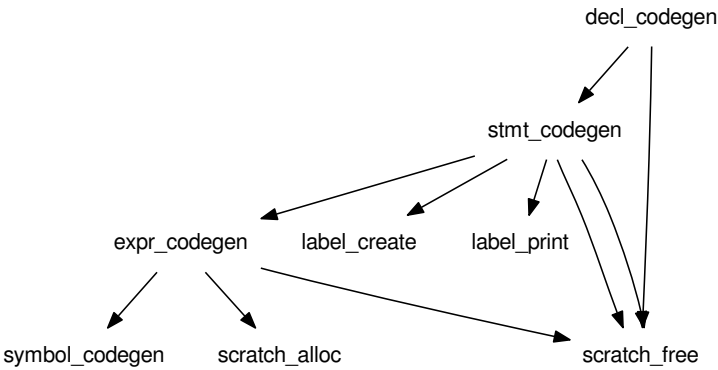 decl_codegen
stmt_codegen
expr_codegen label_create label_print
symbol_codegen scratch_alloc scratch_free